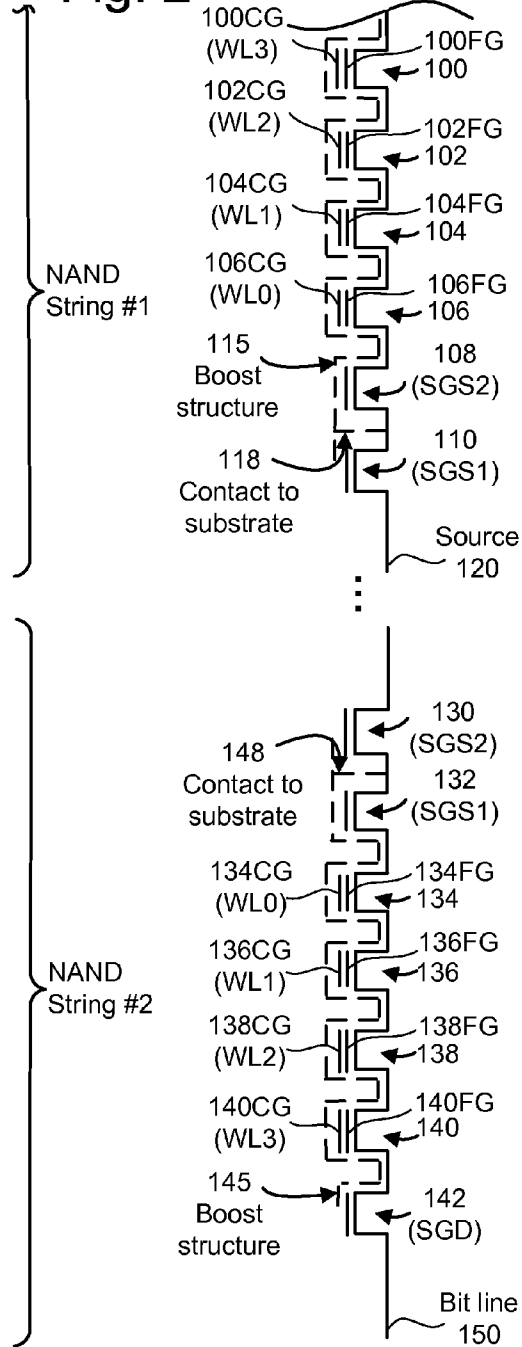 100CG
(WL3)
100FG
100
102CG
(WL2)
102FG
102
104CG
(WL1)
104FG
104
106CG
(WL0)
106FG
106
NAND
String #1
115
Boost
structure
108
(SGS2)
118
Contact to
substrate
110
(SGS1)
Source
120
130
(SGS2)
148
Contact to
substrate
132
(SGS1)
134CG
(WL0)
134FG
134
136CG
(WL1)
136FG
136
NAND
String #2
138CG
(WL2)
138FG
138
140CG
(WL3)
140FG
140
145
Boost
structure
142
(SGD)
Bit line
150